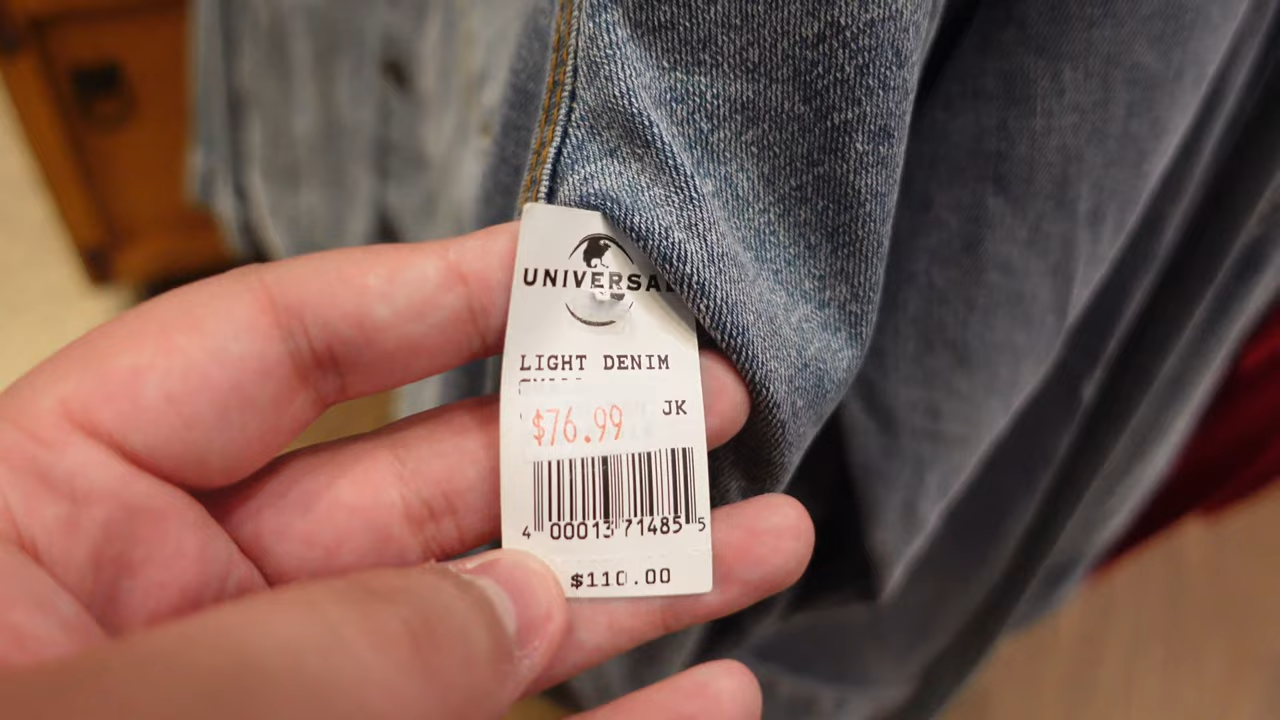 UNIVERSAL
LIGHT DENIM
JK
$76.99
4 00013 71485 5
$110.00